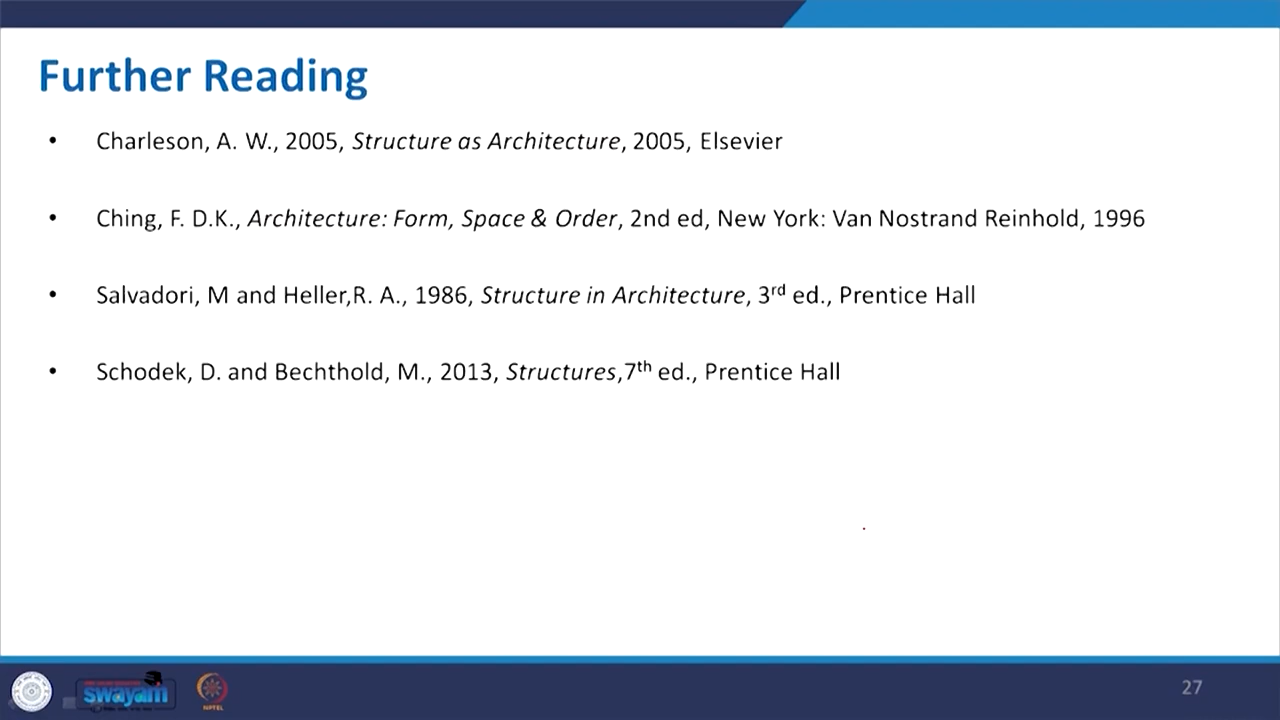 Further Reading
• Charleson, A. W., 2005, Structure as Architecture, 2005, Elsevier
• Ching, F. D.K., Architecture: Form, Space & Order, 2nd ed, New York: Van Nostrand Reinhold, 1996
• Salvadori, M and Heller,R. A., 1986, Structure in Architecture, 3rd ed., Prentice Hall
• Schodek, D. and Bechthold, M., 2013, Structures,7th ed., Prentice Hall
swayam
NPTEL
27